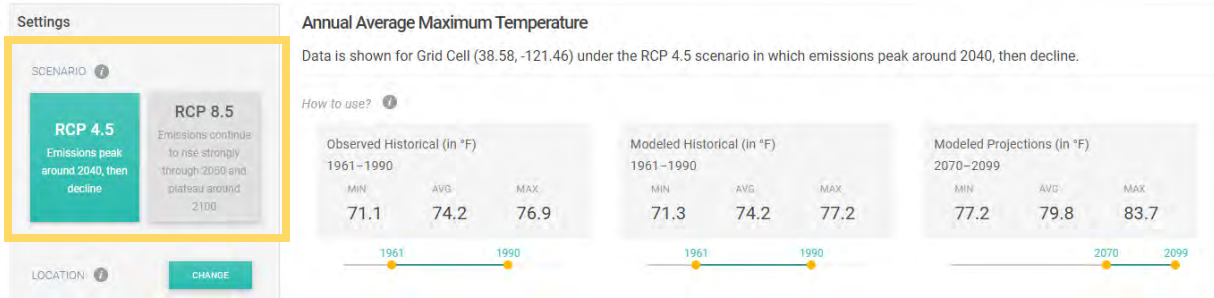 Settings
SCENARIO
RCP 4.5
Emissions peak
around 2040, then
decline
RCP 8.5
Emissions continue
to rise strongly
through 2050 and
plateau around
2100
LOCATION
CHANGE
Annual Average Maximum Temperature
Data is shown for Grid Cell (38.58, -121.46) under the RCP 4.5 scenario in which emissions peak around 2040, then decline.
How to use?
Observed Historical (in °F)
1961–1990
MIN AVG MAX
71.1 74.2 76.9
1961 1990
Modeled Historical (in °F)
1961–1990
MIN AVG MAX
71.3 74.2 77.2
1961 1990
Modeled Projections (in °F)
2070–2099
MIN AVG MAX
77.2 79.8 83.7
2070 2099